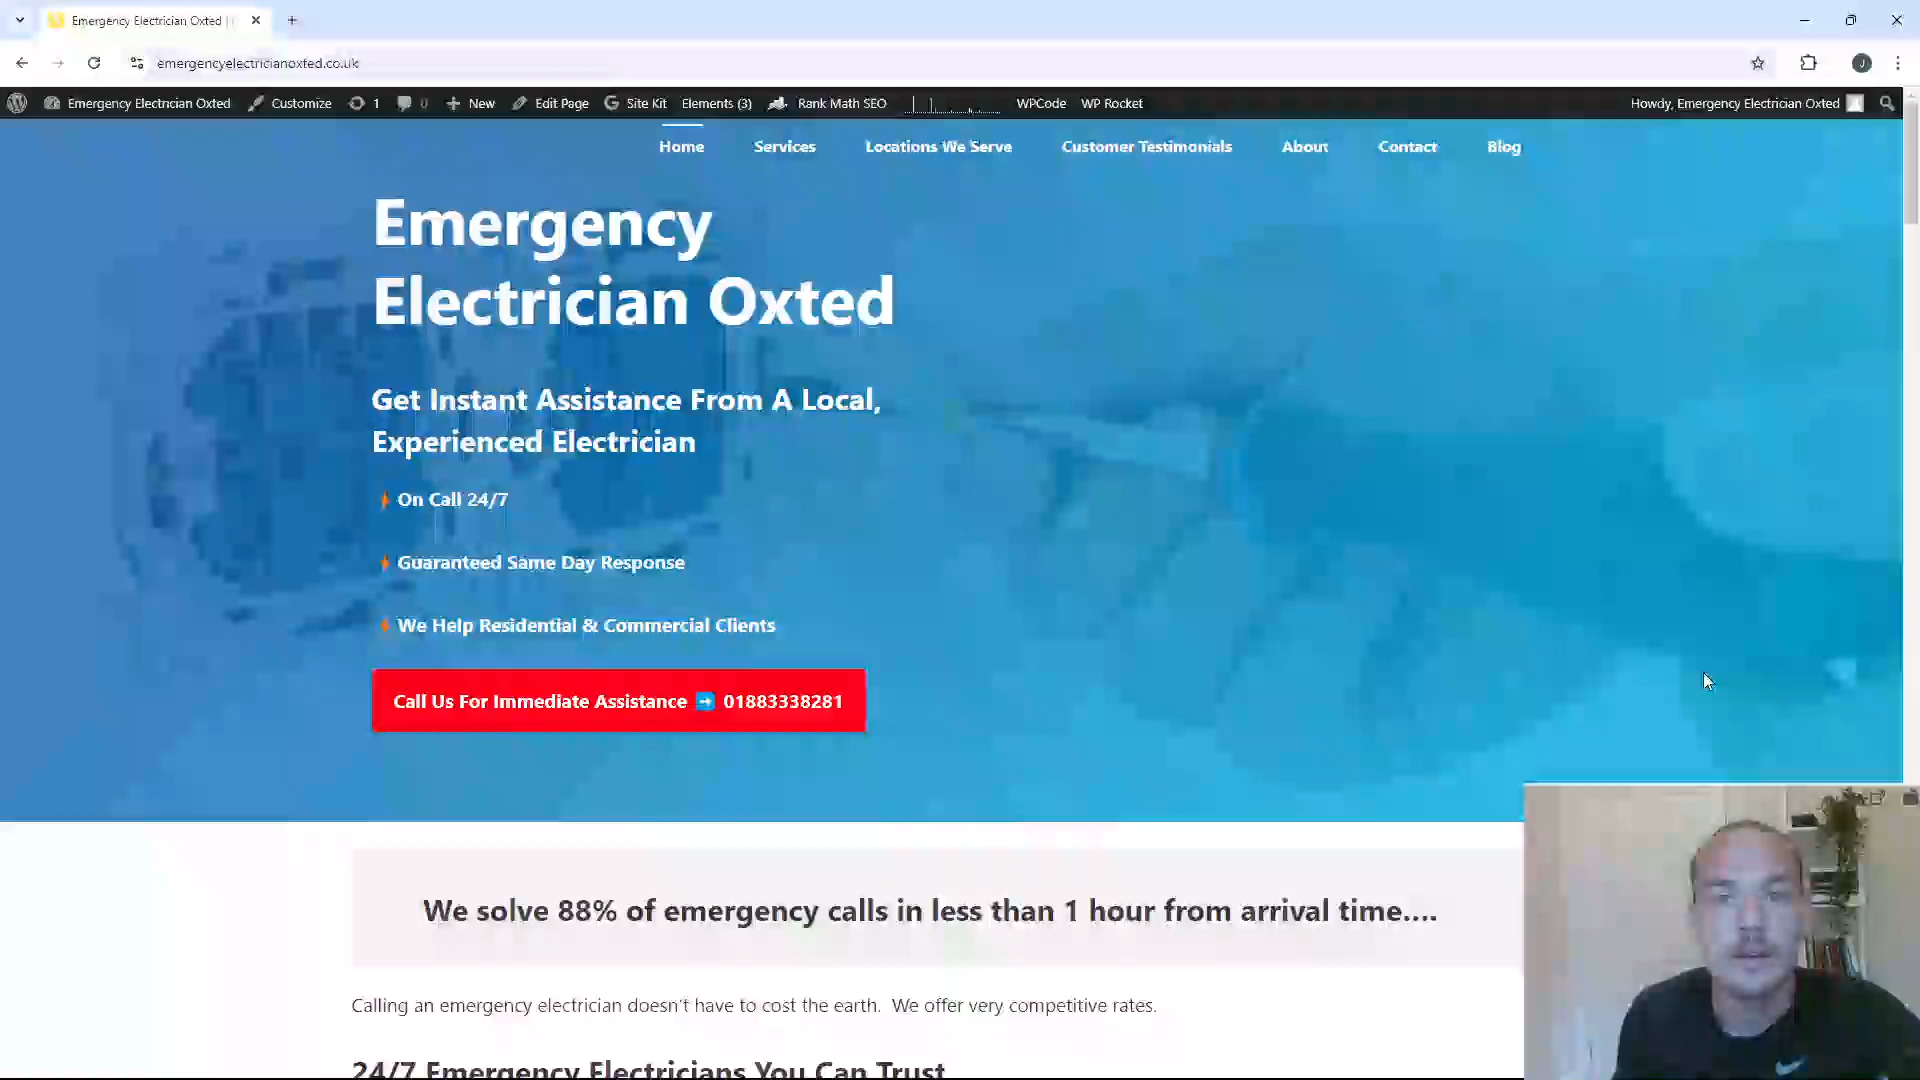 Emergency Electrician Oxted |
emergencyelectricianoxted.co.uk
J
Emergency Electrician Oxted Customize 1 0 New Edit Page Site Kit Elements (3) Rank Math SEO WPCode WP Rocket Howdy, Emergency Electrician Oxted
Home Services Locations We Serve Customer Testimonials About Contact Blog
Emergency
Electrician Oxted
Get Instant Assistance From A Local,
Experienced Electrician
On Call 24/7
Guaranteed Same Day Response
We Help Residential & Commercial Clients
Call Us For Immediate Assistance ➡ 01883338281
We solve 88% of emergency calls in less than 1 hour from arrival time....
Calling an emergency electrician doesn't have to cost the earth. We offer very competitive rates.
24/7 Emergency Electricians You Can Trust